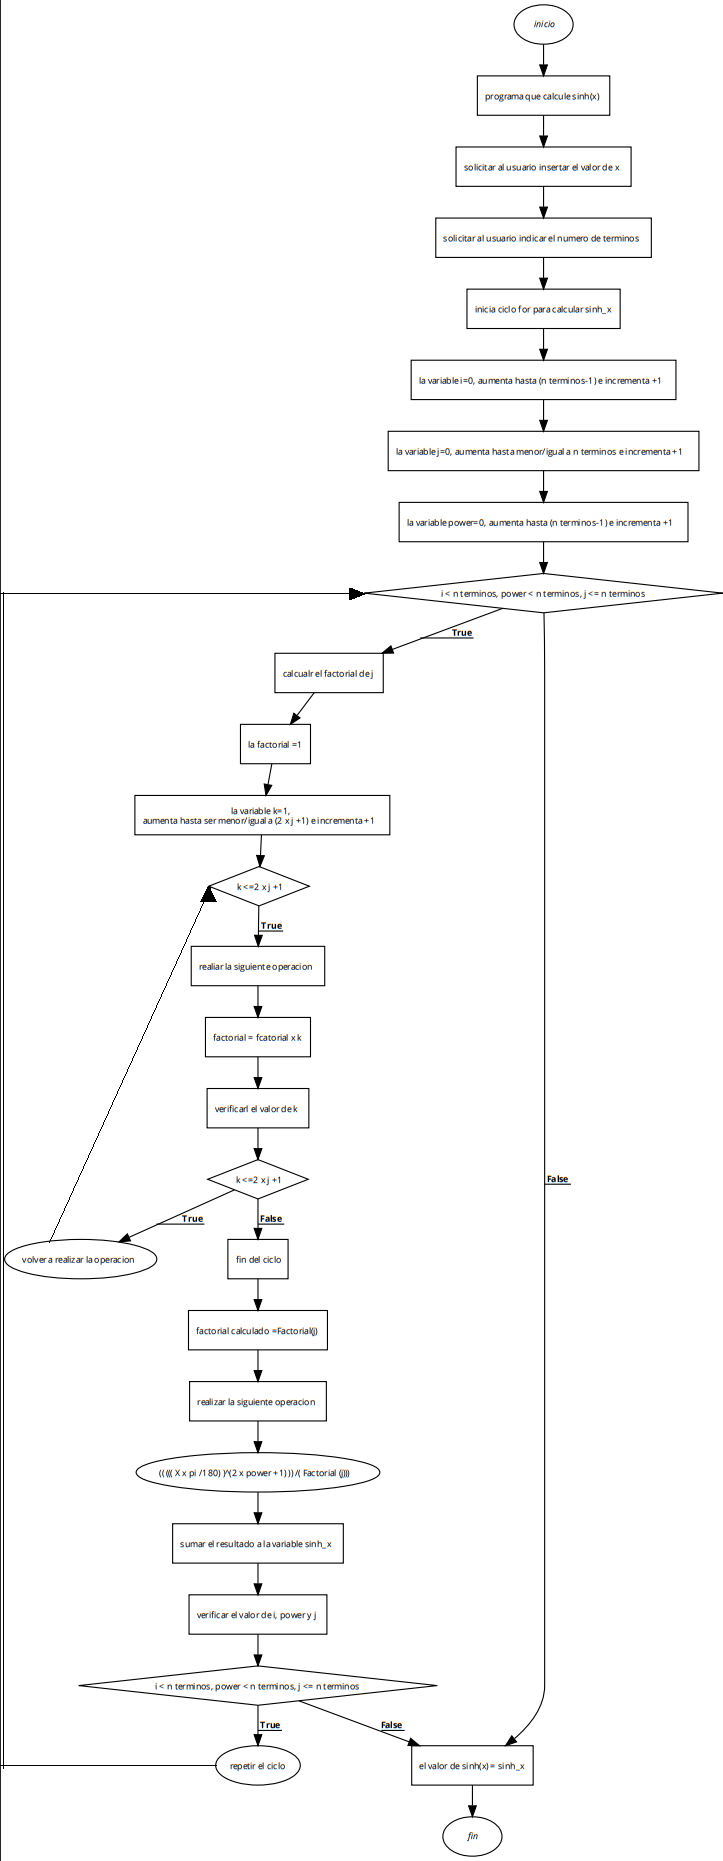 inicio
programa que calcule sinh(x)
solicitar al usuario insertar el valor de x
solicitar al usuario indicar el numero de terminos
inicia ciclo for para calcular sinh_x
la variable i=0, aumenta hasta (n terminos-1) e incrementa +1
la variable j=0, aumenta hasta menor/igual a n terminos e incrementa +1
la variable power=0, aumenta hasta (n terminos-1) e incrementa +1
i < n terminos, power < n terminos, j <= n terminos
True
calcualr el factorial de j
la factorial =1
la variable k=1,
aumenta hasta ser menor/igual a (2 x j +1) e incrementa +1
k <=2 x j +1
True
realiar la siguiente operacion
factorial = fcatorial x k
verificarl el valor de k
k <=2 x j +1
False
True
False
volver a realizar la operacion
fin del ciclo
factorial calculado =Factorial(j)
realizar la siguiente operacion
(( ((( X x pi /180) )^(2 x power +1) )) /( Factorial (j)))
sumar el resultado a la variable sinh_x
verificar el valor de i, power y j
i < n terminos, power < n terminos, j <= n terminos
True
False
repetir el ciclo
el valor de sinh(x) = sinh_x
fin